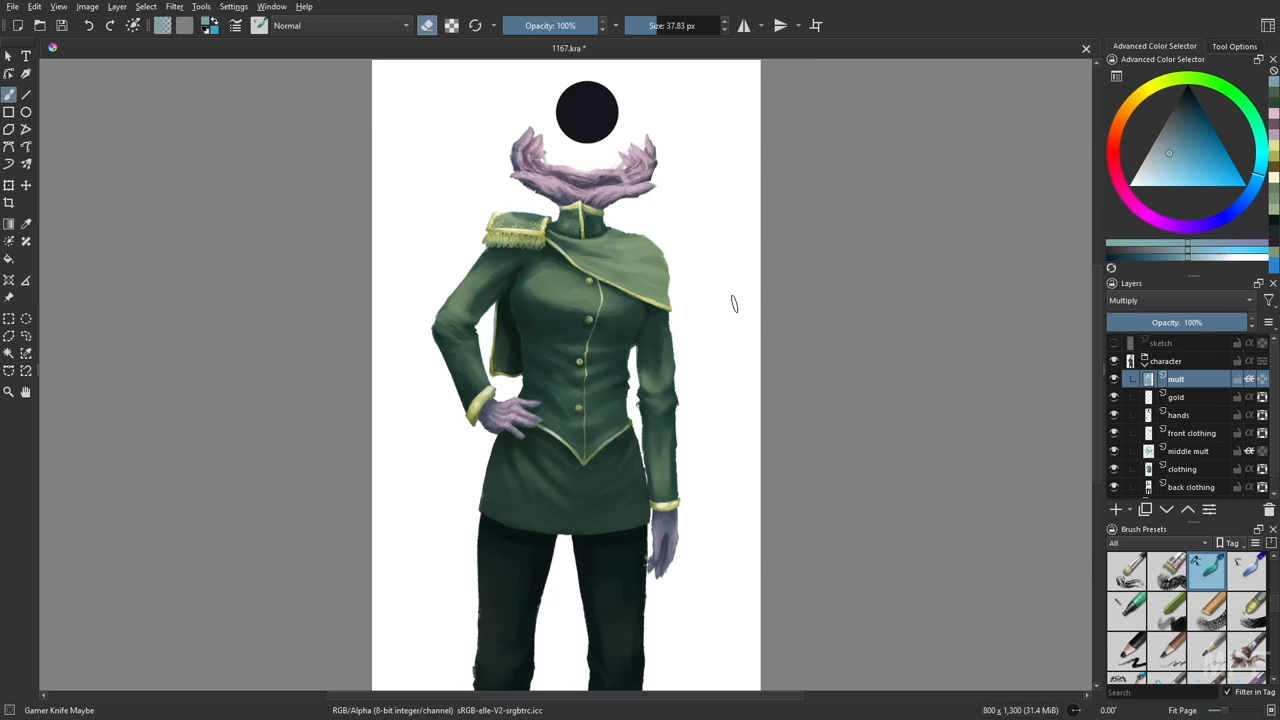 File Edit View Image Layer Select Filter Tools Settings Window Help
Normal
Opacity: 100%
Size: 37.83 px
1167.kra *
Advanced Color Selector
Tool Options
Advanced Color Selector
Layers
Multiply
Opacity: 100%
sketch
character
mult
gold
hands
front clothing
middle mult
clothing
back clothing
Brush Presets
All
Tag
Search
Filter in Tag
Gamer Knife Maybe
RGB/Alpha (8-bit integer/channel) sRGB-elle-V2-srgbtrc.icc
800 x 1,300 (31.4 MiB)
0.00°
Fit Page